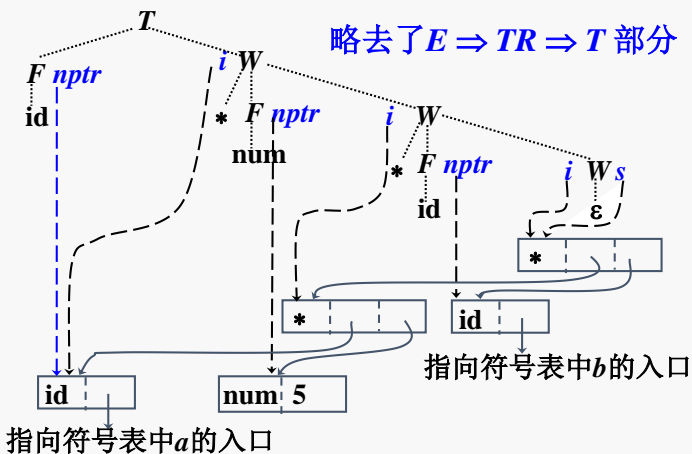 T
略去了E ⇒ TR ⇒ T 部分
F nptr
i W
id
* F nptr
i W
num
* F nptr
i W s
id
ε
*
*
id
指向符号表中b的入口
id
num 5
指向符号表中a的入口